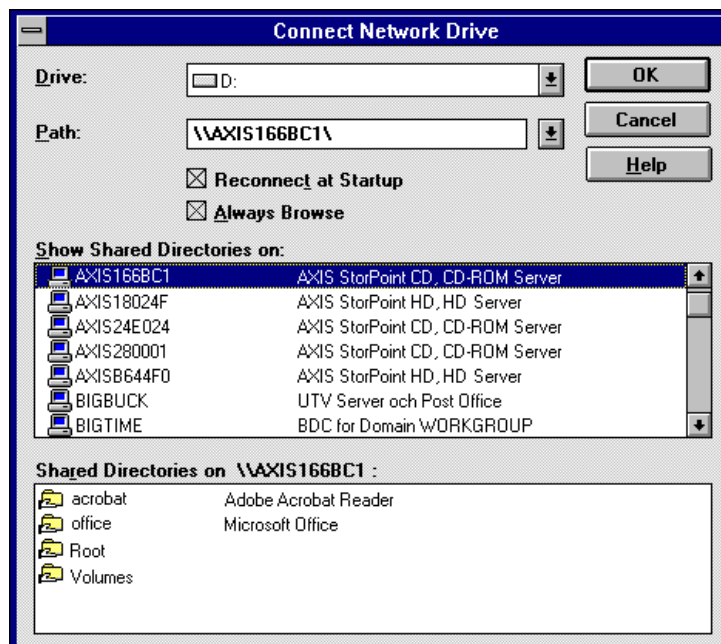 Connect Network Drive
Drive: D: OK
Path: \\AXIS166BC1\ Cancel
Help
Reconnect at Startup
Always Browse
Show Shared Directories on:
AXIS166BC1 AXIS StorPoint CD, CD-ROM Server
AXIS18024F AXIS StorPoint HD, HD Server
AXIS24E024 AXIS StorPoint CD, CD-ROM Server
AXIS280001 AXIS StorPoint CD, CD-ROM Server
AXISB644F0 AXIS StorPoint HD, HD Server
BIGBUCK UTV Server och Post Office
BIGTIME BDC for Domain WORKGROUP
Shared Directories on \\AXIS166BC1 :
acrobat Adobe Acrobat Reader
office Microsoft Office
Root
Volumes